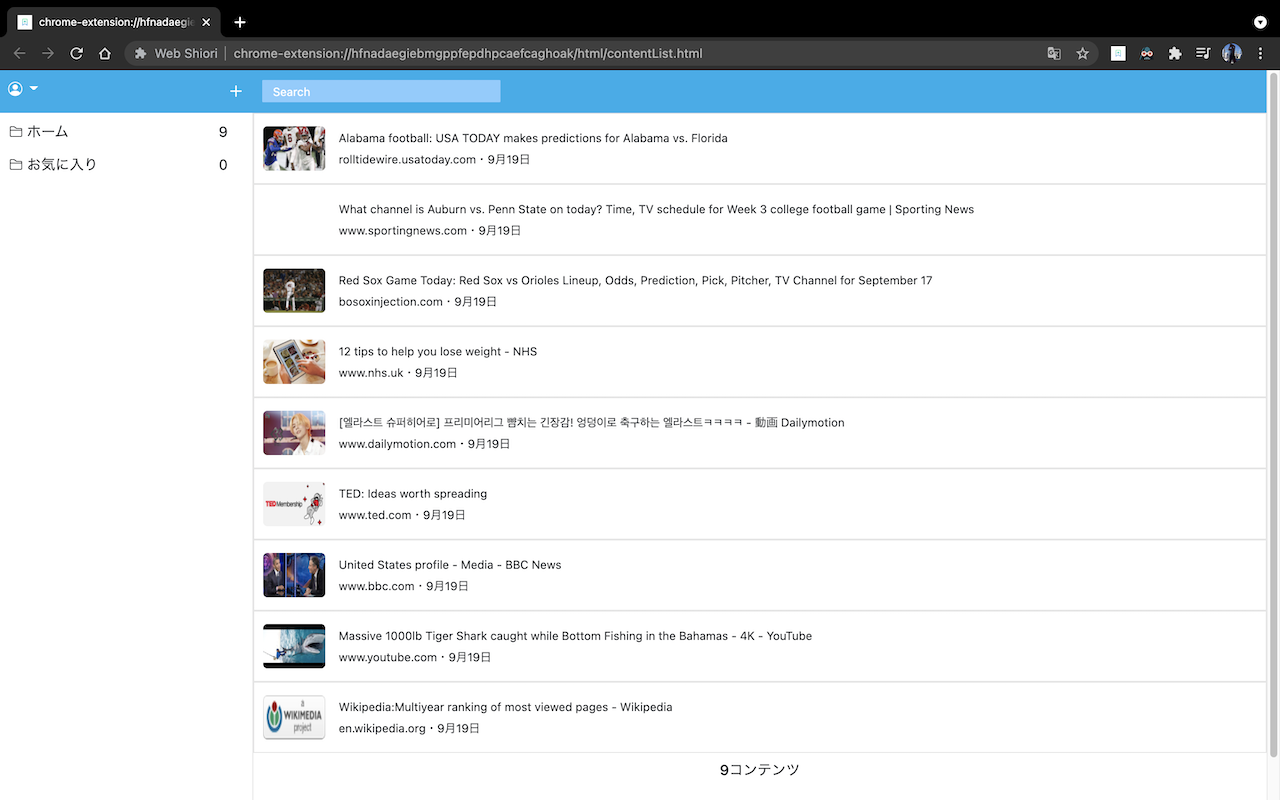 chrome-extension://hfnadaegie
Web Shiori
chrome-extension://hfnadaegiebmgppfepdhpcaefcaghoak/html/contentList.html
Search
ホーム 9
お気に入り 0
Alabama football: USA TODAY makes predictions for Alabama vs. Florida
rolltidewire.usatoday.com・9月19日
What channel is Auburn vs. Penn State on today? Time, TV schedule for Week 3 college football game | Sporting News
www.sportingnews.com・9月19日
Red Sox Game Today: Red Sox vs Orioles Lineup, Odds, Prediction, Pick, Pitcher, TV Channel for September 17
bosoxinjection.com・9月19日
12 tips to help you lose weight - NHS
www.nhs.uk・9月19日
[엘라스트 슈퍼히어로] 프리미어리그 뺨치는 긴장감! 엉덩이로 축구하는 엘라스트ㅋㅋㅋㅋ - 動画 Dailymotion
www.dailymotion.com・9月19日
TED Membership
TED: Ideas worth spreading
www.ted.com・9月19日
United States profile - Media - BBC News
www.bbc.com・9月19日
Massive 1000lb Tiger Shark caught while Bottom Fishing in the Bahamas - 4K - YouTube
www.youtube.com・9月19日
a
WIKIMEDIA
project
Wikipedia:Multiyear ranking of most viewed pages - Wikipedia
en.wikipedia.org・9月19日
9コンテンツ